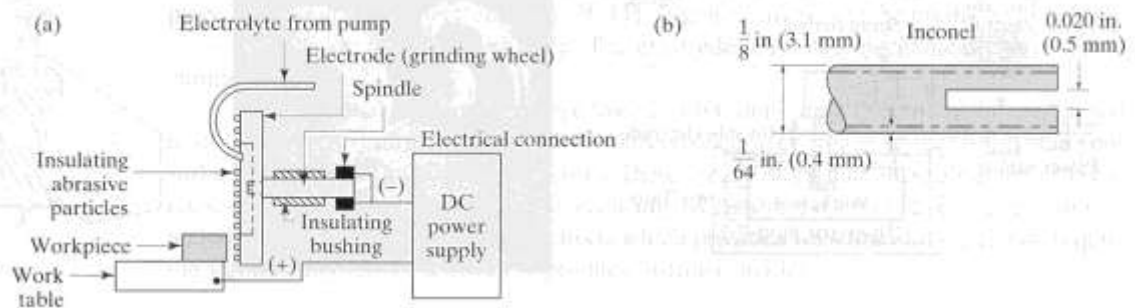 (a)
Electrolyte from pump
Electrode (grinding wheel)
Spindle
Electrical connection
Insulating
abrasive
particles
(−)
DC
power
supply
Insulating
bushing
Workpiece
Work
table
(+)
(b)
1/8 in (3.1 mm)
Inconel
0.020 in.
(0.5 mm)
1/64 in. (0.4 mm)